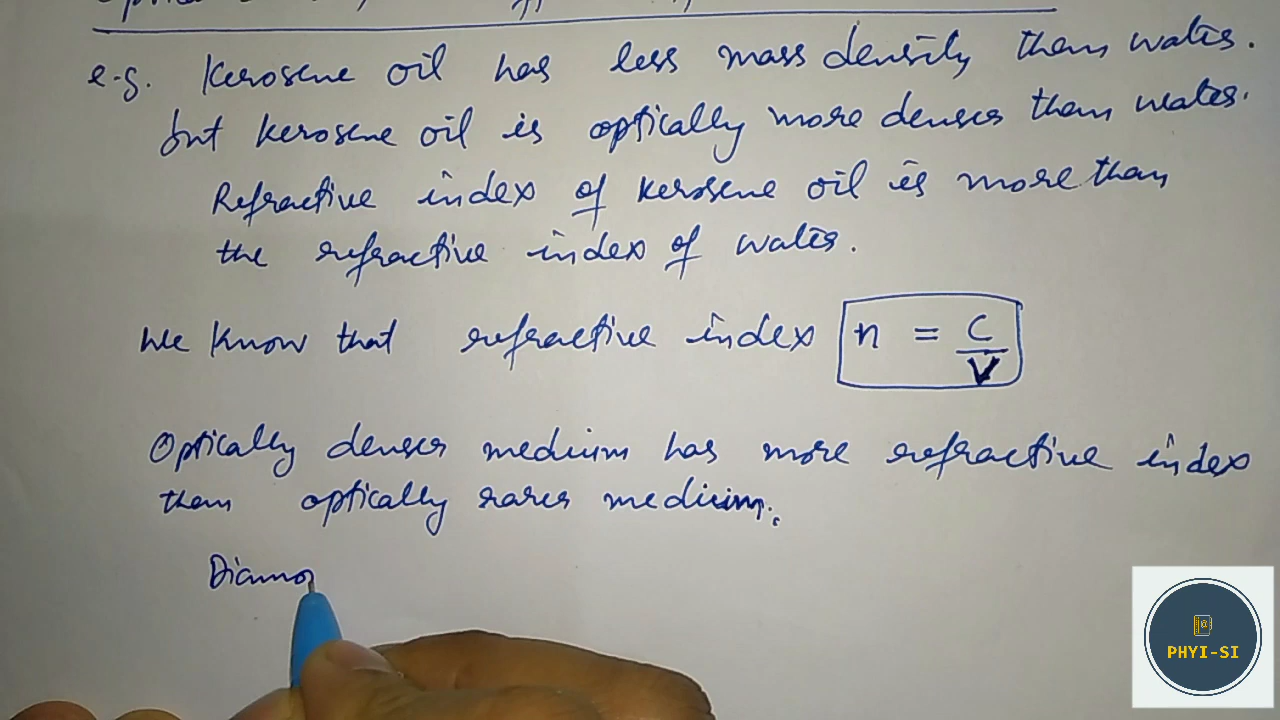 e.g. Kerosene oil has less mass density than water.
but kerosene oil is optically more denser than water.
Refractive index of kerosene oil is more than
the refractive index of water.
We know that refractive index n = C/V
Optically denser medium has more refractive index
than optically rarer medium.
Diamo
PHYI-SI